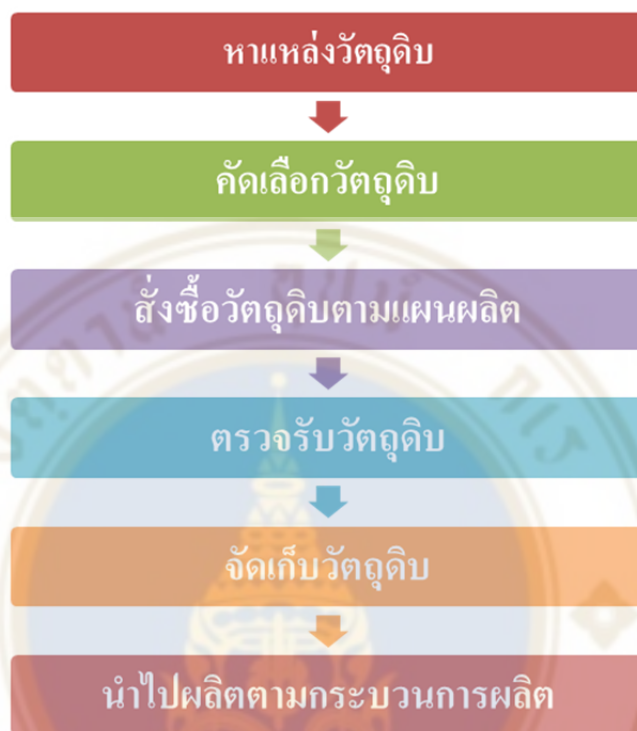 หาแหล่งวัตถุดิบ
คัดเลือกวัตถุดิบ
สั่งซื้อวัตถุดิบตามแผนผลิต
ตรวจรับวัตถุดิบ
จัดเก็บวัตถุดิบ
นำไปผลิตตามกระบวนการผลิต